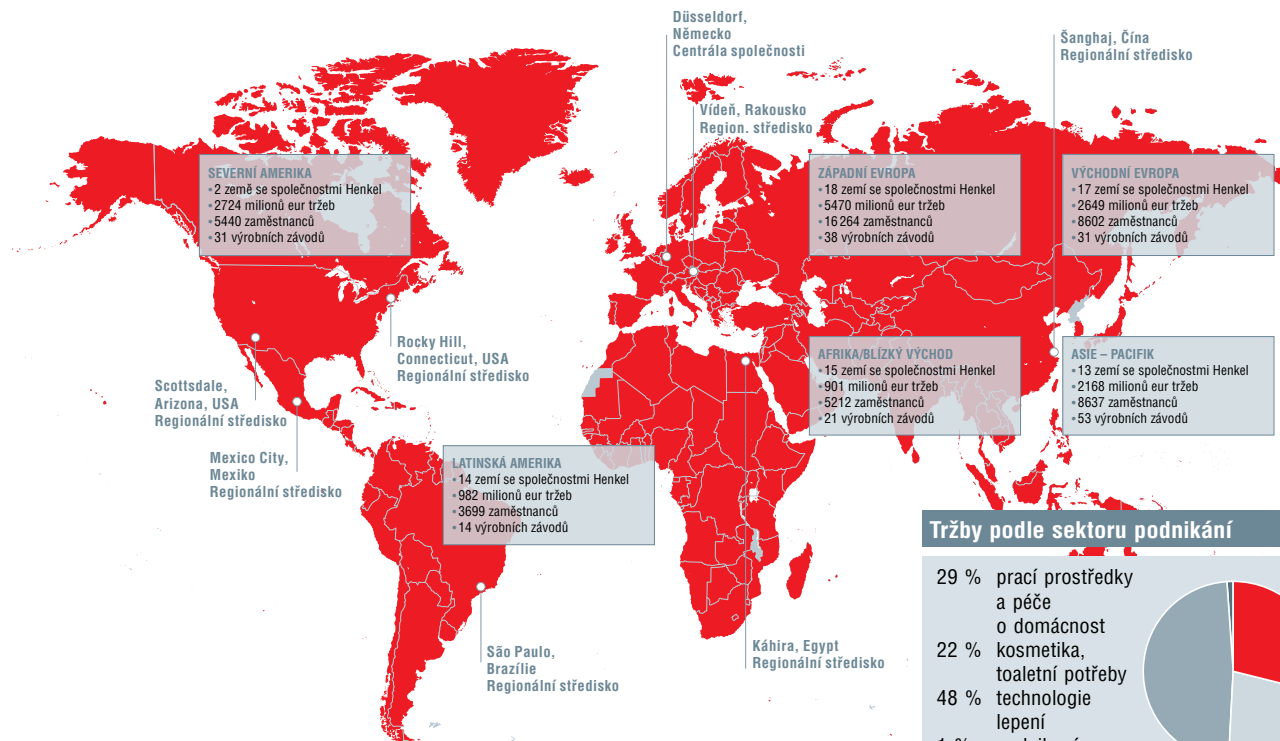 Düsseldorf,
Německo
Centrála společnosti
Šanghaj, Čína
Regionální středisko
Vídeň, Rakousko
Region. středisko
SEVERNÍ AMERIKA
• 2 země se společnostmi Henkel
• 2724 milionů eur tržeb
• 5440 zaměstnanců
• 31 výrobních závodů
ZÁPADNÍ EVROPA
• 18 zemí se společnostmi Henkel
• 5470 milionů eur tržeb
• 16 264 zaměstnanců
• 38 výrobních závodů
VÝCHODNÍ EVROPA
• 17 zemí se společnostmi Henkel
• 2649 milionů eur tržeb
• 8602 zaměstnanců
• 31 výrobních závodů
Rocky Hill,
Connecticut, USA
Regionální středisko
AFRIKA/BLÍZKÝ VÝCHOD
• 15 zemí se společnostmi Henkel
• 901 milionů eur tržeb
• 5212 zaměstnanců
• 21 výrobních závodů
ASIE – PACIFIK
• 13 zemí se společnostmi Henkel
• 2168 milionů eur tržeb
• 8637 zaměstnanců
• 53 výrobních závodů
Scottsdale,
Arizona, USA
Regionální středisko
Mexico City,
Mexiko
Regionální středisko
LATINSKÁ AMERIKA
• 14 zemí se společnostmi Henkel
• 982 milionů eur tržeb
• 3699 zaměstnanců
• 14 výrobních závodů
São Paulo,
Brazílie
Regionální středisko
Káhira, Egypt
Regionální středisko
Tržby podle sektoru podnikání
29 % prací prostředky
a péče
o domácnost
22 % kosmetika,
toaletní potřeby
48 % technologie
lepení